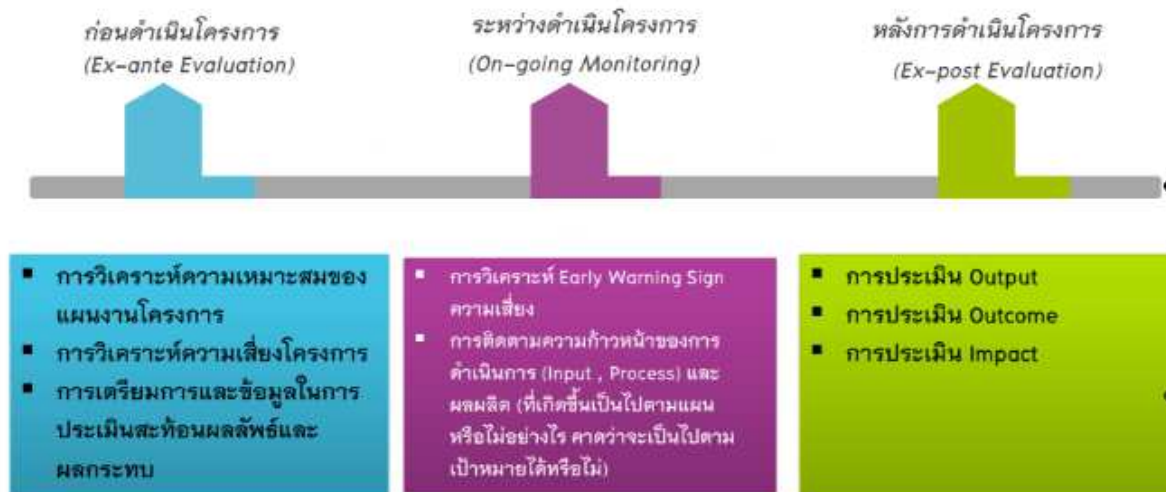 ก่อนดำเนินโครงการ
(Ex-ante Evaluation)
ระหว่างดำเนินโครงการ
(On-going Monitoring)
หลังการดำเนินโครงการ
(Ex-post Evaluation)
▪ การวิเคราะห์ความเหมาะสมของ
แผนงานโครงการ
▪ การวิเคราะห์ความเสี่ยงโครงการ
▪ การเตรียมการและข้อมูลในการ
ประเมินสะท้อนผลลัพธ์และ
ผลกระทบ
▪ การวิเคราะห์ Early Warning Sign
ความเสี่ยง
▪ การติดตามความก้าวหน้าของการ
ดำเนินการ (Input , Process) และ
ผลผลิต (ที่เกิดขึ้นเป็นไปตามแผน
หรือไม่อย่างไร คาดว่าจะเป็นไปตาม
เป้าหมายได้หรือไม่)
▪ การประเมิน Output
▪ การประเมิน Outcome
▪ การประเมิน Impact